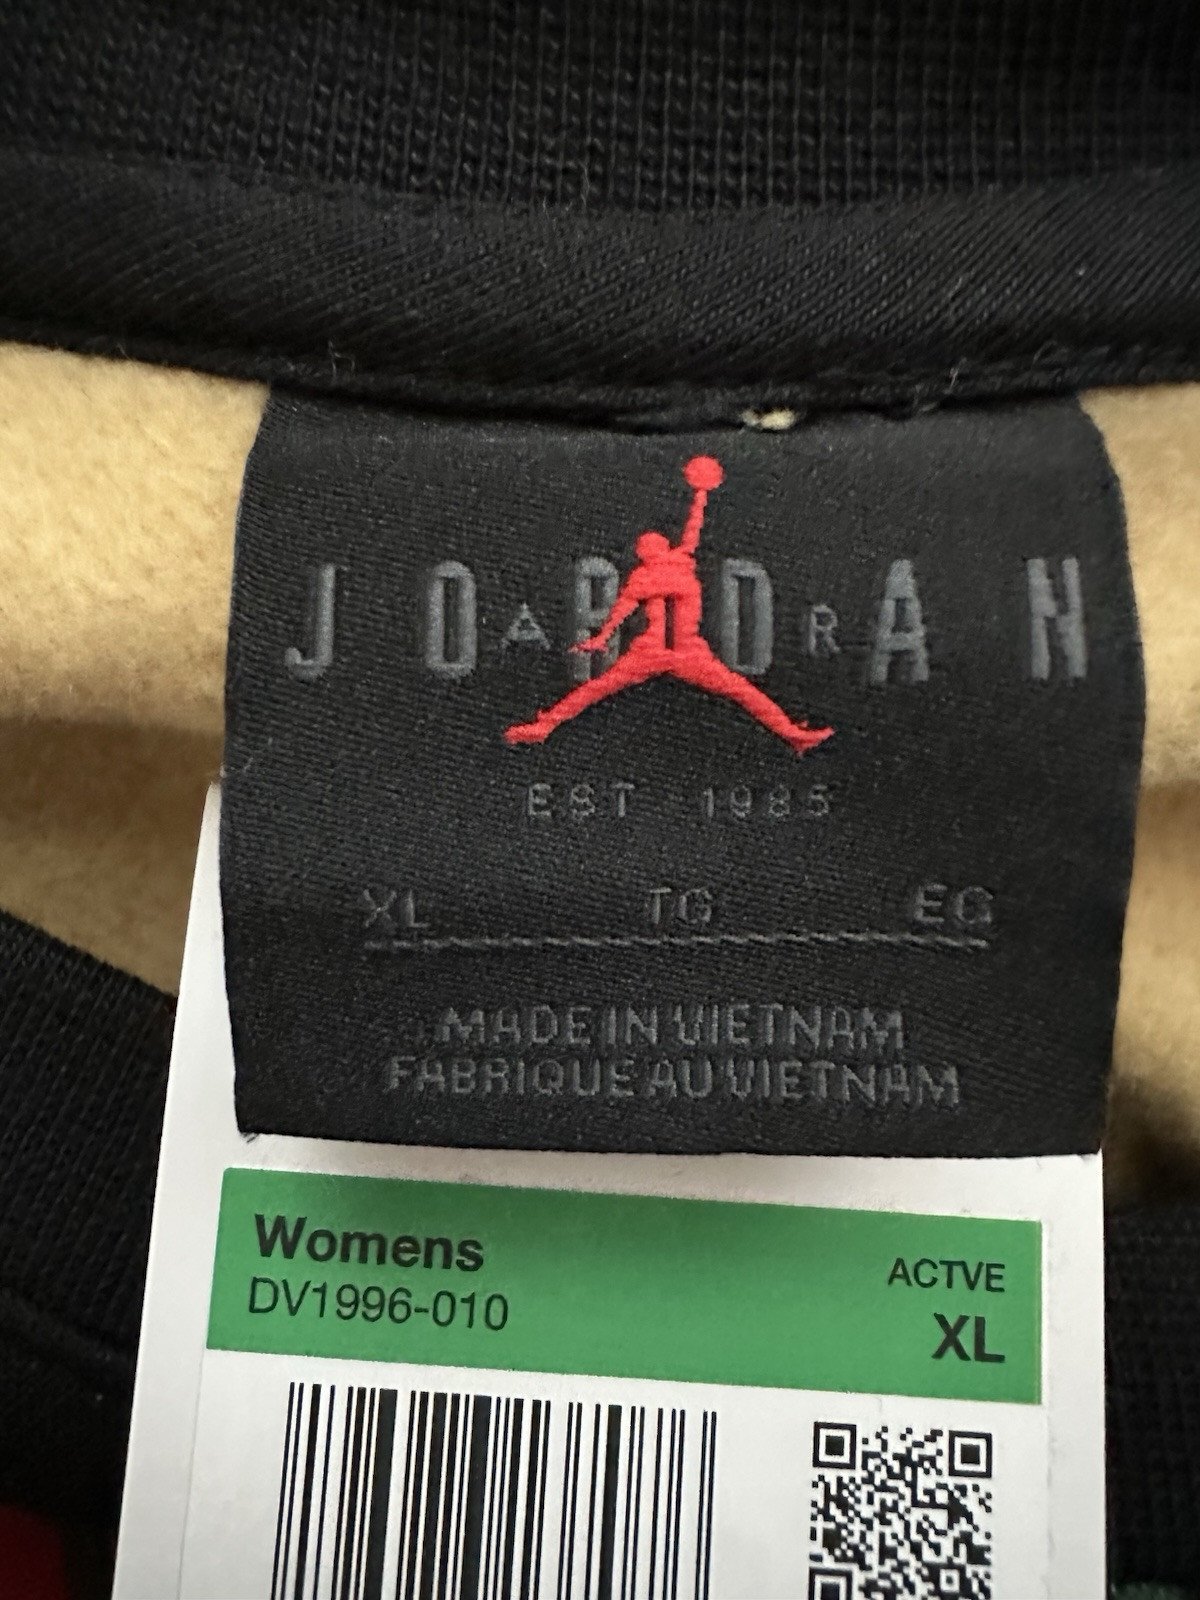 JORDAN
AIR
EST 1985
XL TG EG
MADE IN VIETNAM
FABRIQUE AU VIETNAM
Womens
DV1996-010
ACTVE
XL